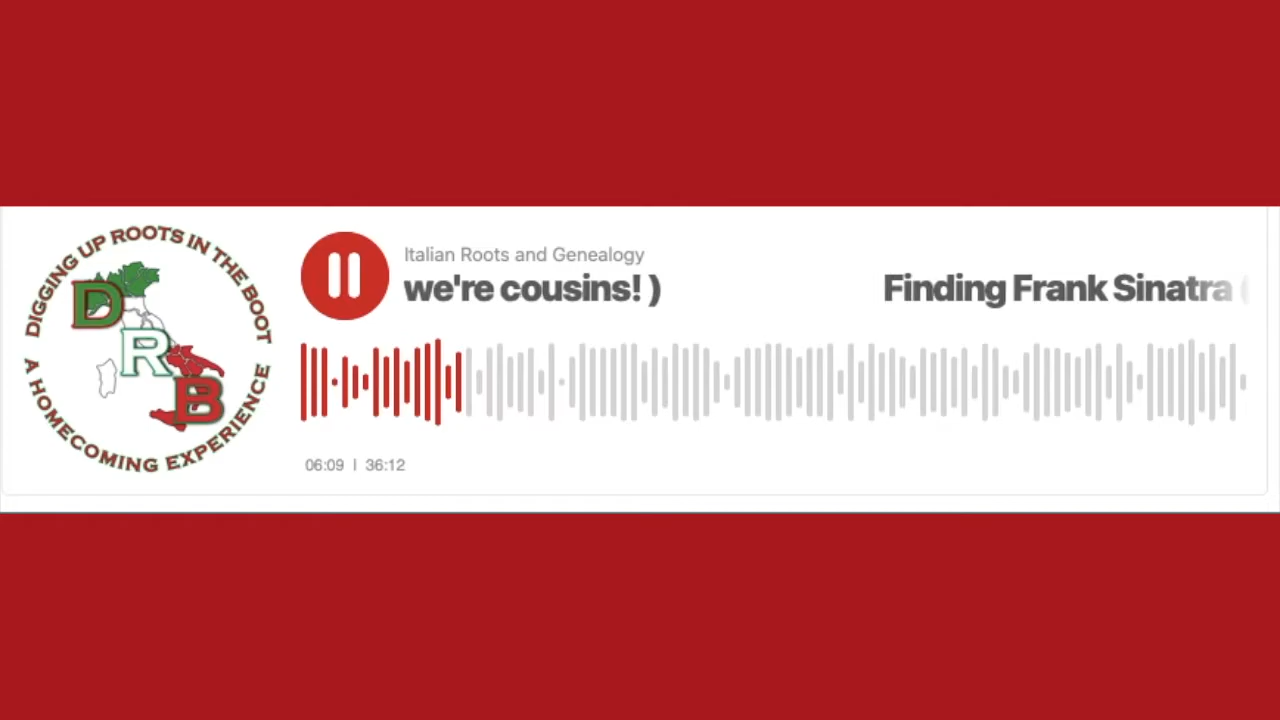 DIGGING UP ROOTS IN THE BOOT
A HOMECOMING EXPERIENCE
D
R
B
Italian Roots and Genealogy
we're cousins! ) Finding Frank Sinatra (
06:09 | 36:12